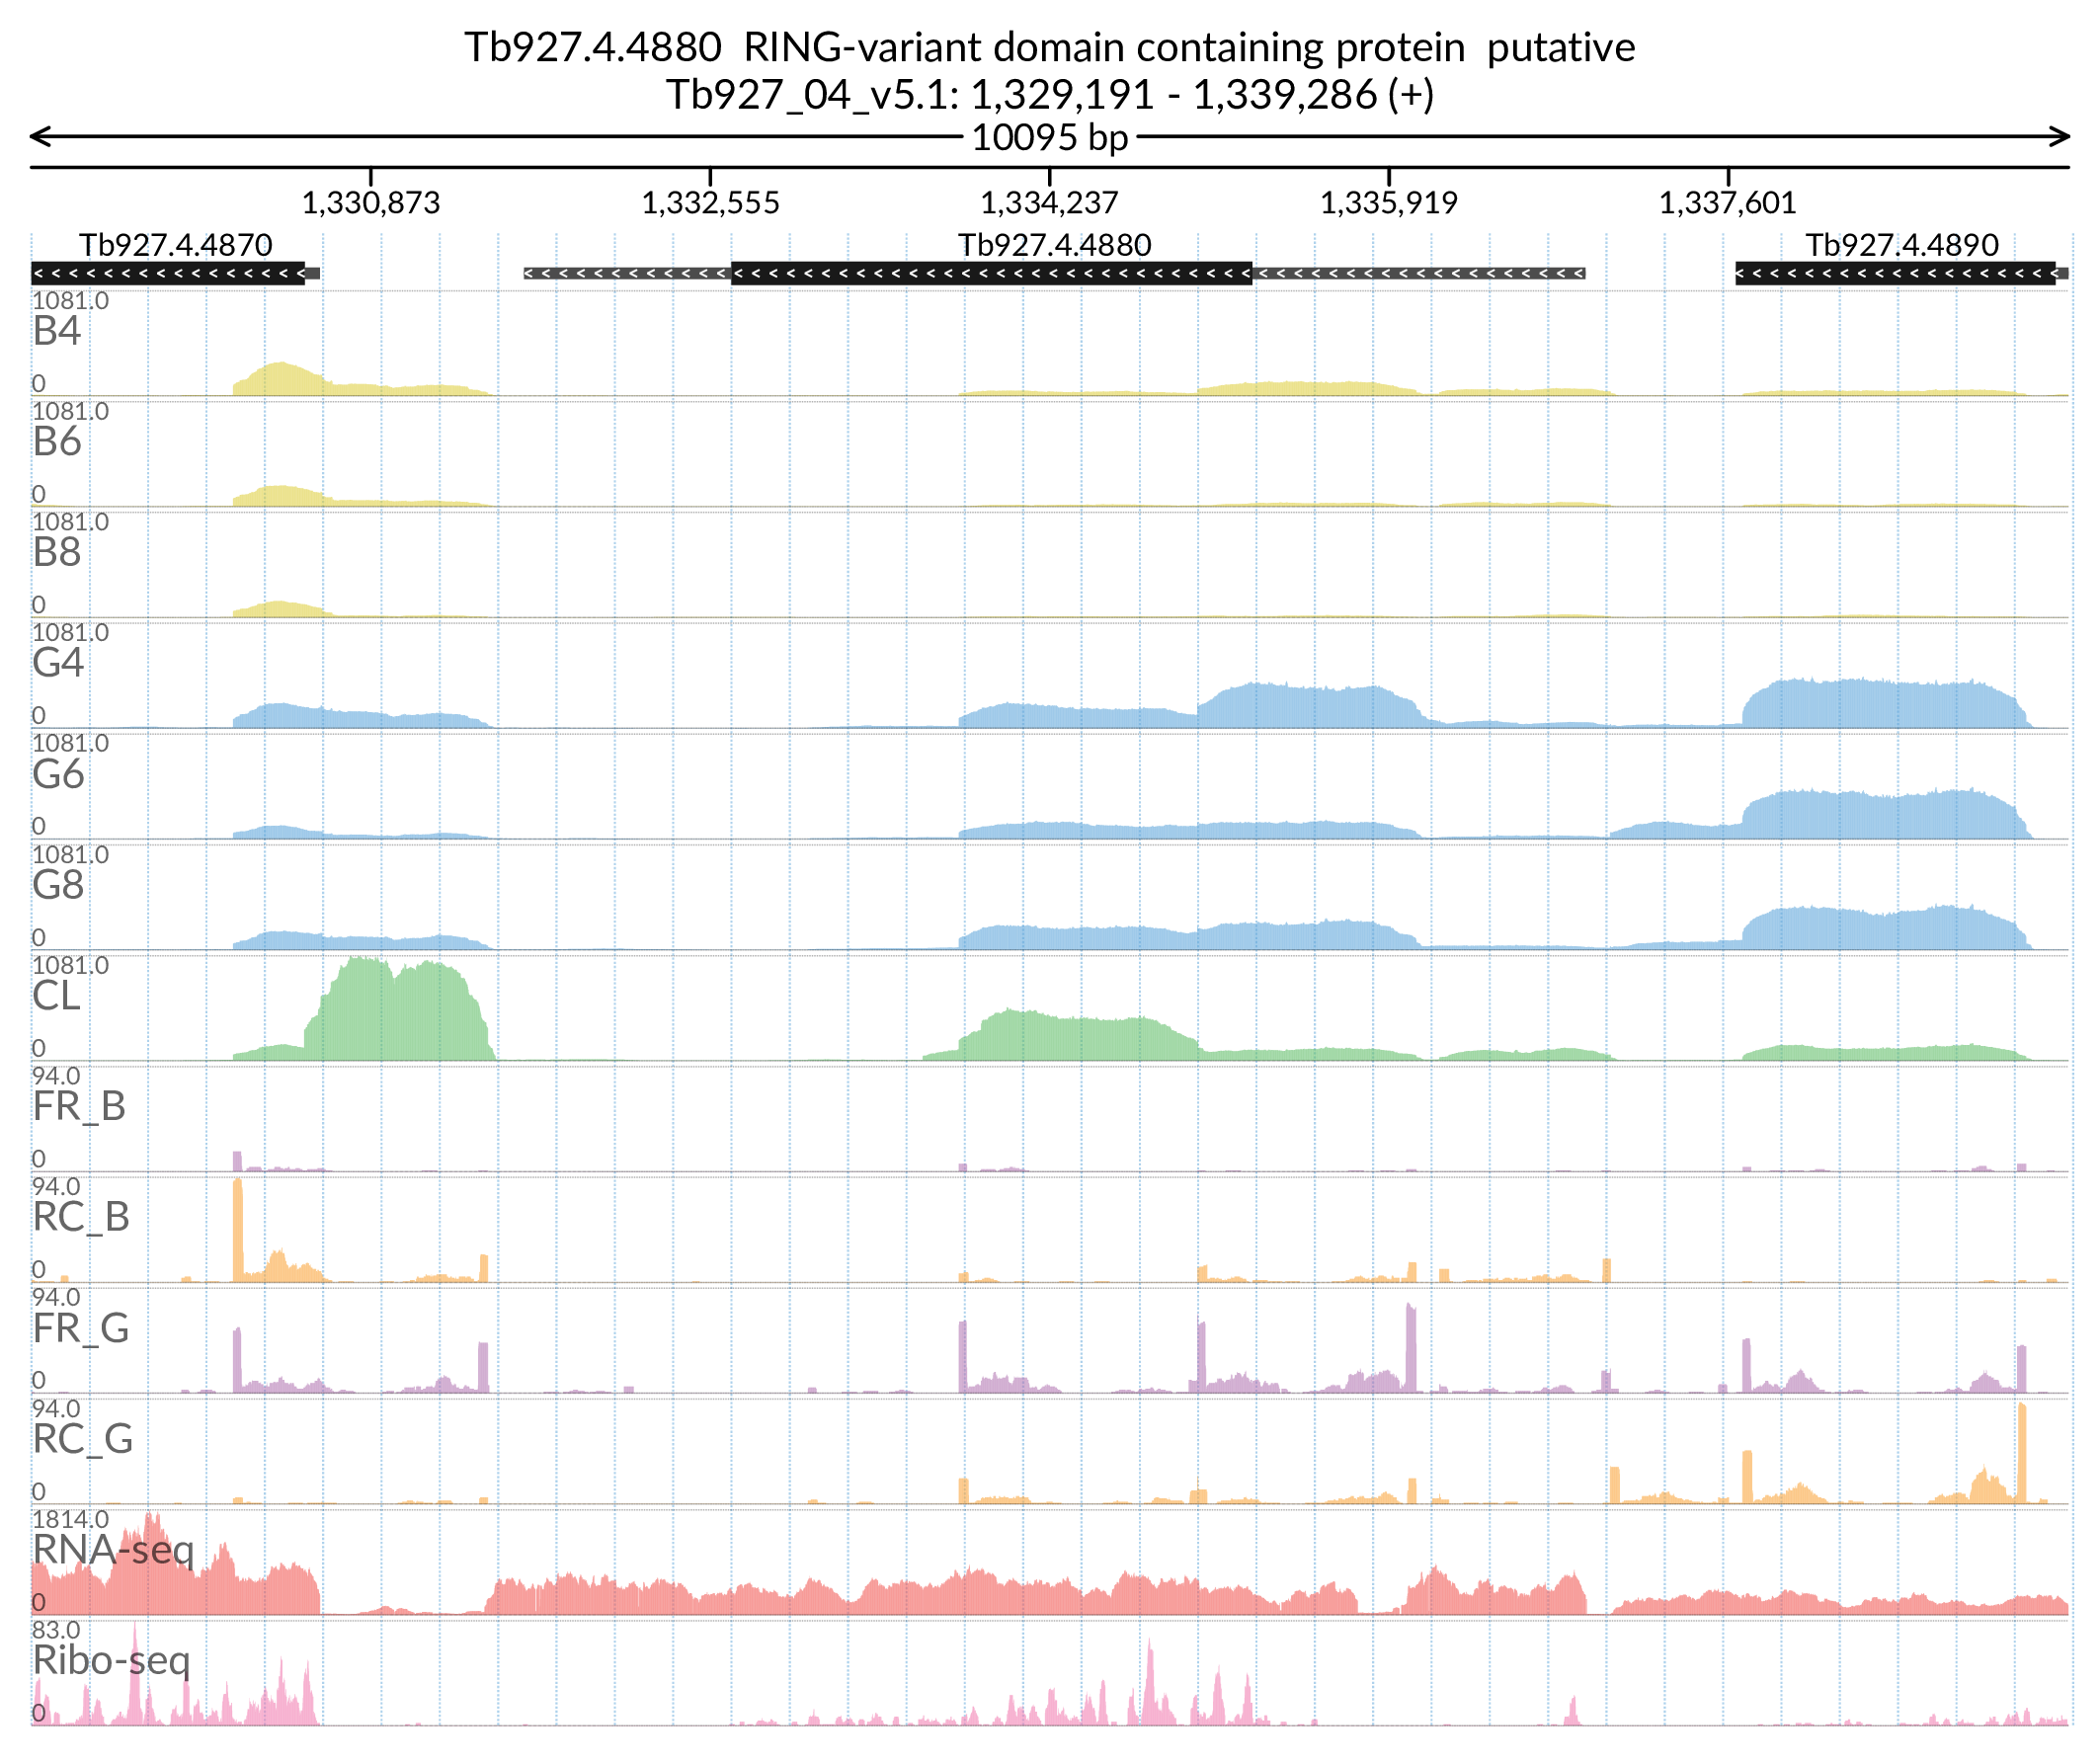 Tb927.4.4880  RING-variant domain containing protein  putative
Tb927_04_v5.1: 1,329,191 - 1,339,286 (+)
10095 bp
1,330,873 1,332,555 1,334,237 1,335,919 1,337,601
Tb927.4.4870 Tb927.4.4880 Tb927.4.4890
1081.0
B4
0
1081.0
B6
0
1081.0
B8
0
1081.0
G4
0
1081.0
G6
0
1081.0
G8
0
1081.0
CL
0
94.0
FR_B
0
94.0
RC_B
0
94.0
FR_G
0
94.0
RC_G
0
1814.0
RNA-seq
0
83.0
Ribo-seq
0